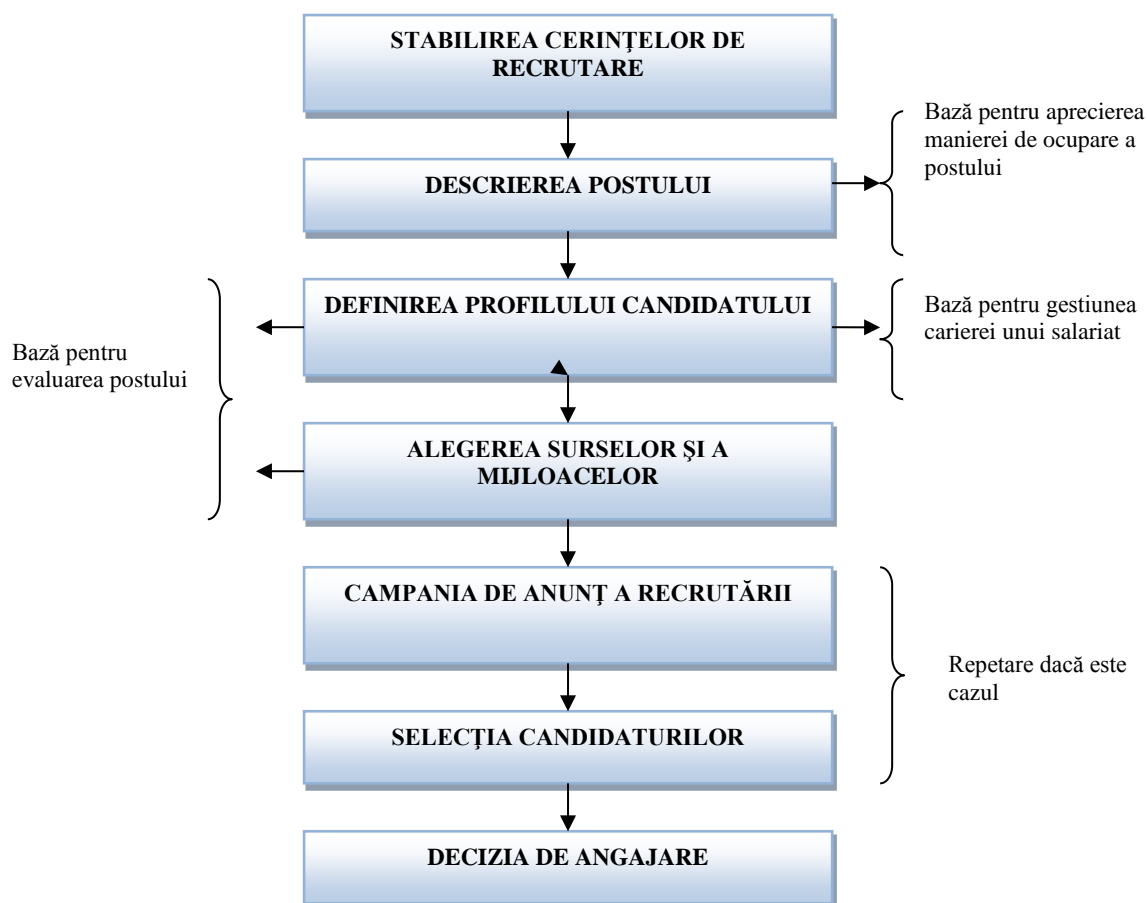 STABILIREA CERINŢELOR DE
RECRUTARE
Bază pentru aprecierea
manierei de ocupare a
postului
DESCRIEREA POSTULUI
DEFINIREA PROFILULUI CANDIDATULUI
Bază pentru gestiunea
carierei unui salariat
Bază pentru
evaluarea postului
ALEGEREA SURSELOR ŞI A
MIJLOACELOR
CAMPANIA DE ANUNŢ A RECRUTĂRII
Repetare dacă este
cazul
SELECŢIA CANDIDATURILOR
DECIZIA DE ANGAJARE